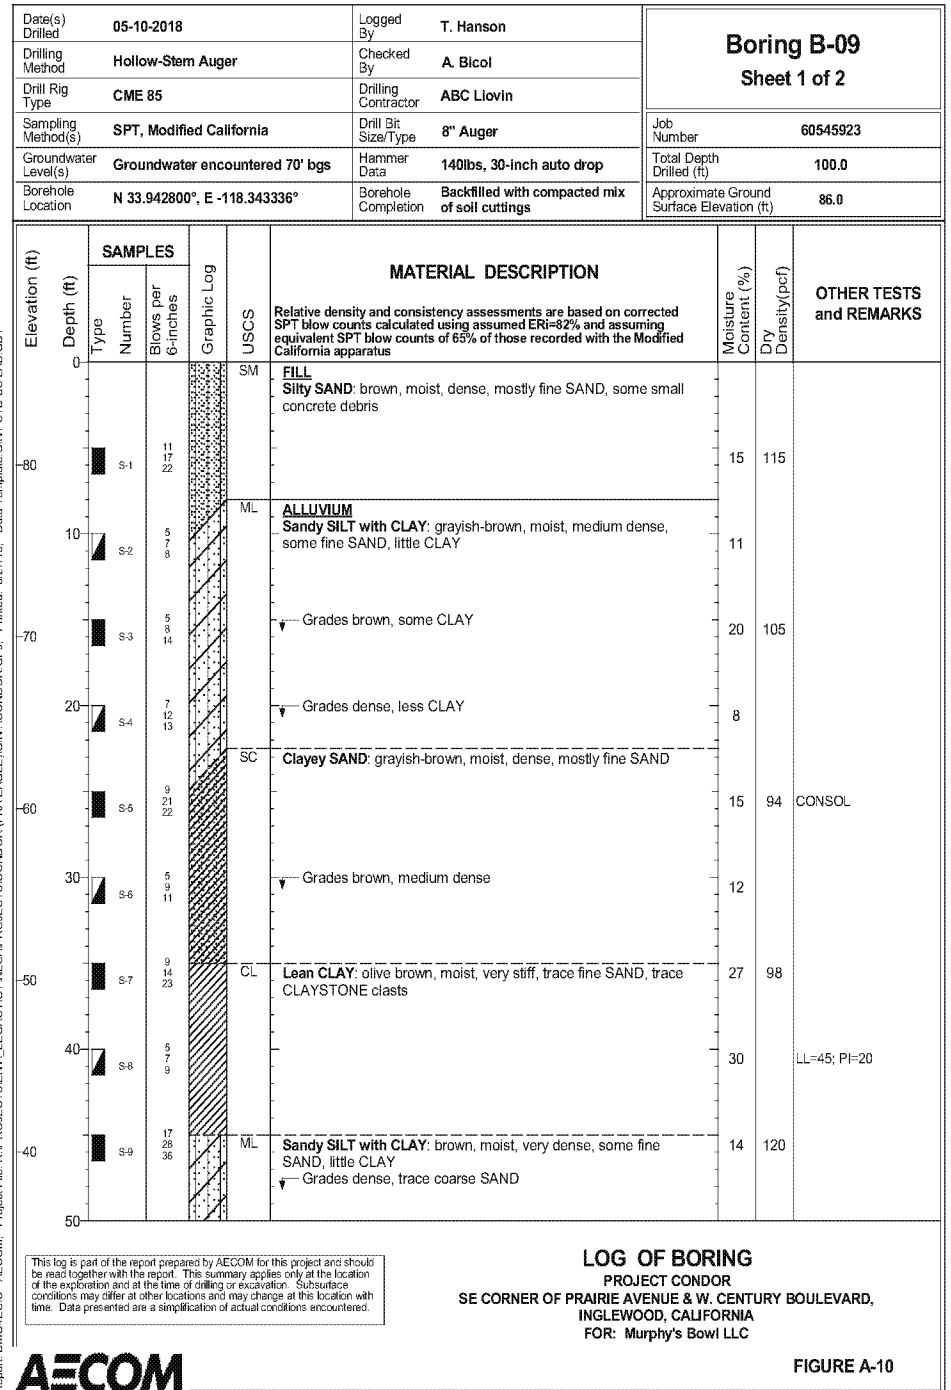 Date(s) Drilled 05-10-2018 Logged By T. Hanson
Drilling Method Hollow-Stem Auger Checked By A. Bicol
Drill Rig Type CME 85 Drilling Contractor ABC Liovin
Sampling Method(s) SPT, Modified California Drill Bit Size/Type 8" Auger
Groundwater Level(s) Groundwater encountered 70' bgs Hammer Data 140lbs, 30-inch auto drop
Borehole Location N 33.942800°, E -118.343336° Borehole Completion Backfilled with compacted mix of soil cuttings
Boring B-09
Sheet 1 of 2
Job Number 60545923
Total Depth Drilled (ft) 100.0
Approximate Ground Surface Elevation (ft) 86.0
Elevation (ft)
Depth (ft)
SAMPLES
Type
Number
Blows per 6-inches
Graphic Log
USCS
MATERIAL DESCRIPTION
Relative density and consistency assessments are based on corrected
SPT blow counts calculated using assumed ERi=82% and assuming
equivalent SPT blow counts of 65% of those recorded with the Modified
California apparatus
Moisture Content (%)
Dry Density(pcf)
OTHER TESTS
and REMARKS
0
SM FILL
Silty SAND: brown, moist, dense, mostly fine SAND, some small
concrete debris
80 S-1 11 17 22 15 115
ML ALLUVIUM
Sandy SILT with CLAY: grayish-brown, moist, medium dense,
some fine SAND, little CLAY
10 S-2 5 7 8 11
Grades brown, some CLAY
70 S-3 5 8 14 20 105
Grades dense, less CLAY
20 S-4 7 12 13 8
SC Clayey SAND: grayish-brown, moist, dense, mostly fine SAND
60 S-5 9 21 22 15 94 CONSOL
Grades brown, medium dense
30 S-6 5 9 11 12
CL Lean CLAY: olive brown, moist, very stiff, trace fine SAND, trace
CLAYSTONE clasts
50 S-7 9 14 23 27 98
40 S-8 5 7 9 30 LL=45; PI=20
ML Sandy SILT with CLAY: brown, moist, very dense, some fine
SAND, little CLAY
40 S-9 17 28 36 14 120
Grades dense, trace coarse SAND
50
This log is part of the report prepared by AECOM for this project and should
be read together with the report. This summary applies only at the location
of the exploration and at the time of drilling or excavation. Subsurface
conditions may differ at other locations and may change at this location with
time. Data presented are a simplification of actual conditions encountered.
LOG OF BORING
PROJECT CONDOR
SE CORNER OF PRAIRIE AVENUE & W. CENTURY BOULEVARD,
INGLEWOOD, CALIFORNIA
FOR: Murphy's Bowl LLC
AECOM
FIGURE A-10